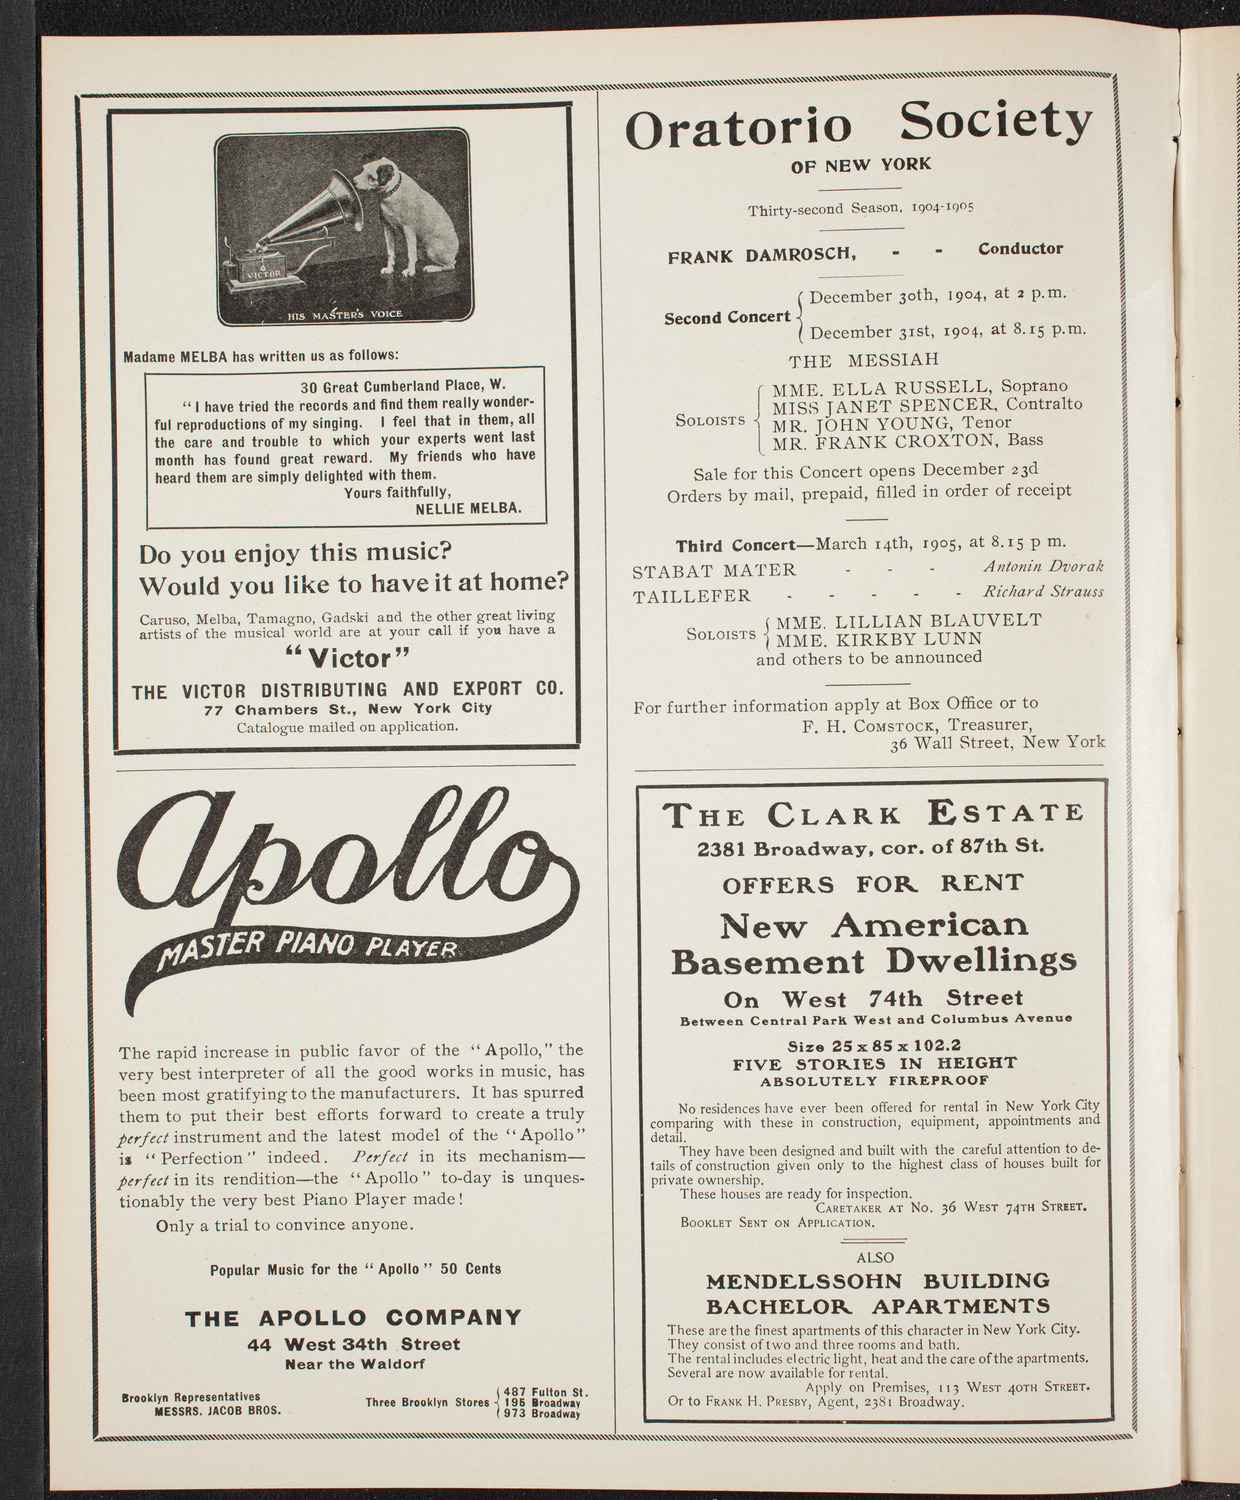 VICTOR
HIS MASTER'S VOICE
Madame MELBA has written us as follows:
30 Great Cumberland Place, W.
"I have tried the records and find them really wonder-
ful reproductions of my singing. I feel that in them, all
the care and trouble to which your experts went last
month has found great reward. My friends who have
heard them are simply delighted with them.
Yours faithfully,
NELLIE MELBA.
Do you enjoy this music?
Would you like to have it at home?
Caruso, Melba, Tamagno, Gadski and the other great living
artists of the musical world are at your call if you have a
"Victor"
THE VICTOR DISTRIBUTING AND EXPORT CO.
77 Chambers St., New York City
Catalogue mailed on application.
Apollo
MASTER PIANO PLAYER
The rapid increase in public favor of the "Apollo," the
very best interpreter of all the good works in music, has
been most gratifying to the manufacturers. It has spurred
them to put their best efforts forward to create a truly
perfect instrument and the latest model of the "Apollo"
is "Perfection" indeed. Perfect in its mechanism—
perfect in its rendition—the "Apollo" to-day is unques-
tionably the very best Piano Player made!
Only a trial to convince anyone.
Popular Music for the "Apollo" 50 Cents
THE APOLLO COMPANY
44 West 34th Street
Near the Waldorf
Brooklyn Representatives
MESSRS. JACOB BROS.
Three Brooklyn Stores
487 Fulton St.
195 Broadway
973 Broadway
Oratorio Society
OF NEW YORK
Thirty-second Season, 1904-1905
FRANK DAMROSCH, - - Conductor
Second Concert
December 30th, 1904, at 2 p.m.
December 31st, 1904, at 8.15 p.m.
THE MESSIAH
SOLOISTS
MME. ELLA RUSSELL, Soprano
MISS JANET SPENCER, Contralto
MR. JOHN YOUNG, Tenor
MR. FRANK CROXTON, Bass
Sale for this Concert opens December 23d
Orders by mail, prepaid, filled in order of receipt
Third Concert—March 14th, 1905, at 8.15 p m.
STABAT MATER - - - Antonin Dvorak
TAILLEFER - - - - - Richard Strauss
SOLOISTS
MME. LILLIAN BLAUVELT
MME. KIRKBY LUNN
and others to be announced
For further information apply at Box Office or to
F. H. COMSTOCK, Treasurer,
36 Wall Street, New York
THE CLARK ESTATE
2381 Broadway, cor. of 87th St.
OFFERS FOR RENT
New American
Basement Dwellings
On West 74th Street
Between Central Park West and Columbus Avenue
Size 25 x 85 x 102.2
FIVE STORIES IN HEIGHT
ABSOLUTELY FIREPROOF
No residences have ever been offered for rental in New York City
comparing with these in construction, equipment, appointments and
detail.
They have been designed and built with the careful attention to de-
tails of construction given only to the highest class of houses built for
private ownership.
These houses are ready for inspection.
CARETAKER AT No. 36 WEST 74TH STREET.
BOOKLET SENT ON APPLICATION.
ALSO
MENDELSSOHN BUILDING
BACHELOR APARTMENTS
These are the finest apartments of this character in New York City.
They consist of two and three rooms and bath.
The rental includes electric light, heat and the care of the apartments.
Several are now available for rental.
Apply on Premises, 113 WEST 40TH STREET.
Or to FRANK H. PRESBY, Agent, 2381 Broadway.